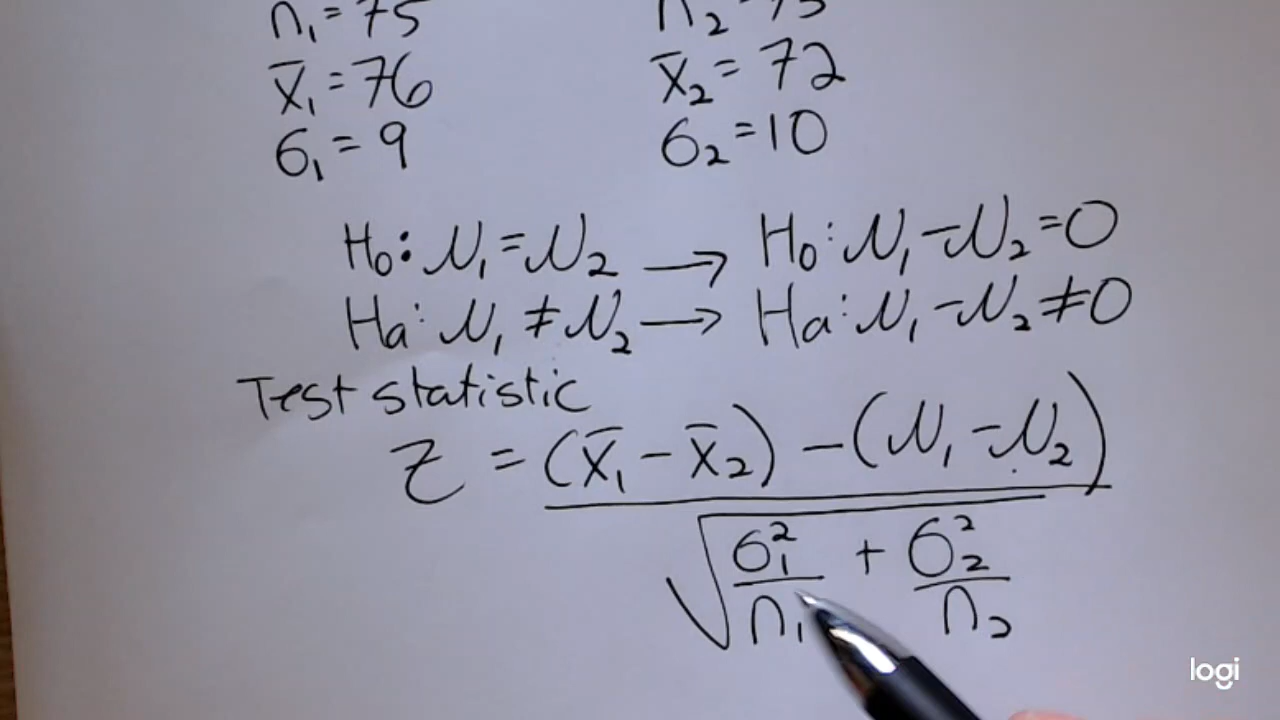 n₁ = 75
n₂ = 75
x̄₁ = 76
x̄₂ = 72
σ₁ = 9
σ₂ = 10
H₀: μ₁ = μ₂ → H₀: μ₁ − μ₂ = 0
Ha: μ₁ ≠ μ₂ → Ha: μ₁ − μ₂ ≠ 0
Test statistic
z = (x̄₁ − x̄₂) − (μ₁ − μ₂)
√ σ₁²/n₁ + σ₂²/n₂
logi